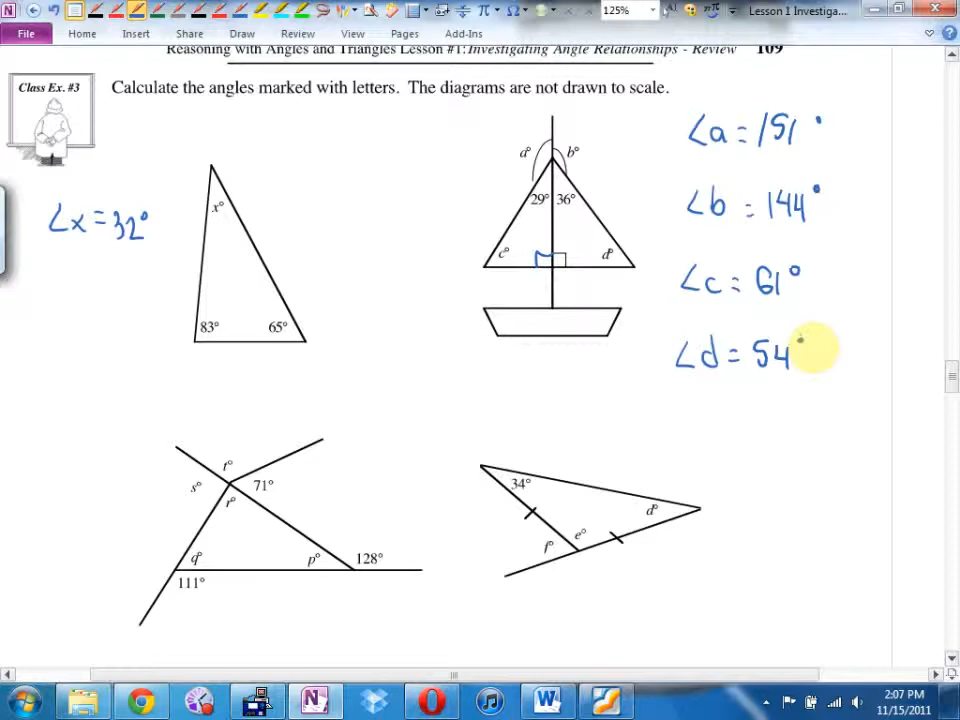 125%
Lesson 1 Investiga...
File Home Insert Share Draw Review View Pages Add-Ins
Reasoning with Angles and Triangles Lesson #1: Investigating Angle Relationships - Review 109
Class Ex. #3
Calculate the angles marked with letters. The diagrams are not drawn to scale.
∠x = 32°
x°
83° 65°
a° b°
29° 36°
c° d°
∠a = 151°
∠b = 144°
∠c = 61°
∠d = 54°
t°
s° 71°
r°
q° p° 128°
111°
34°
d°
e°
f°
2:07 PM
11/15/2011